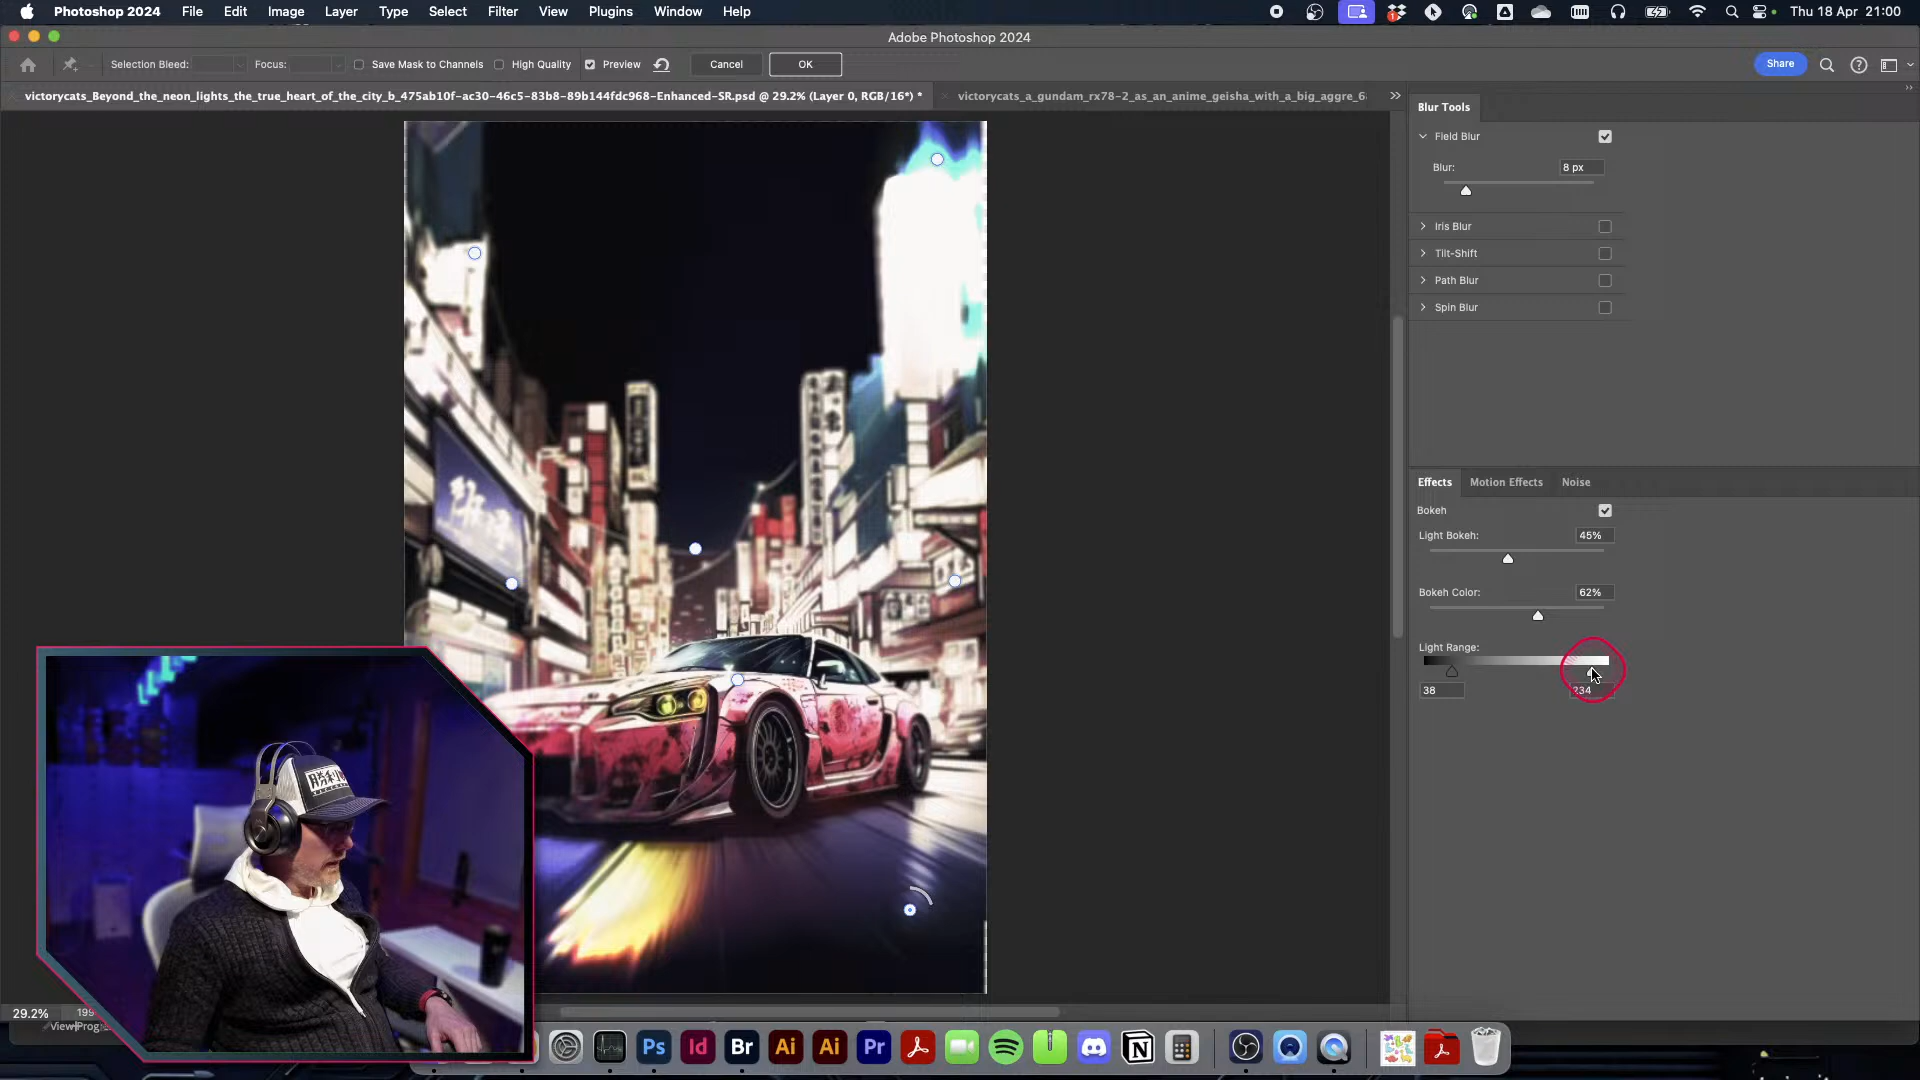 Photoshop 2024 File Edit Image Layer Type Select Filter View Plugins Window Help Thu 18 Apr 21:00
Adobe Photoshop 2024
Selection Bleed: Focus: Save Mask to Channels High Quality Preview Cancel OK Share
victorycats_Beyond_the_neon_lights_the_true_heart_of_the_city_b_475ab10f-ac30-46c5-83b8-89b144fdc968-Enhanced-SR.psd @ 29.2% (Layer 0, RGB/16*) * victorycats_a_gundam_rx78-2_as_an_anime_geisha_with_a_big_aggre_6
Blur Tools
Field Blur
Blur: 8 px
Iris Blur
Tilt-Shift
Path Blur
Spin Blur
Effects Motion Effects Noise
Bokeh
Light Bokeh: 45%
Bokeh Color: 62%
Light Range:
38 234
29.2% 199
View Prog
Ps Id Br Ai Ai Pr